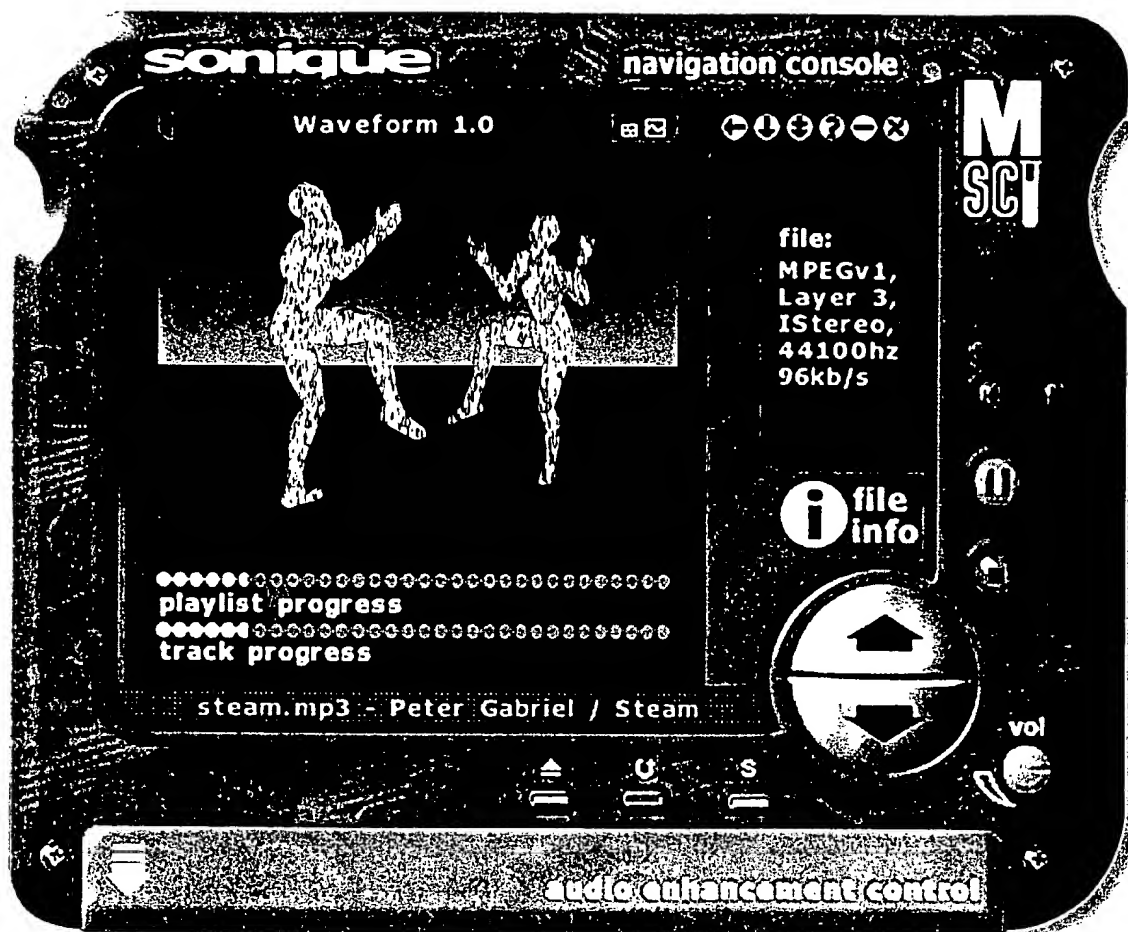 sonique
navigation console
Waveform 1.0
M
SCI
file:
MPEGv1,
Layer 3,
IStereo,
44100hz
96kb/s
i file
info
playlist progress
track progress
steam.mp3 - Peter Gabriel / Steam
vol
U S
audio enhancement control